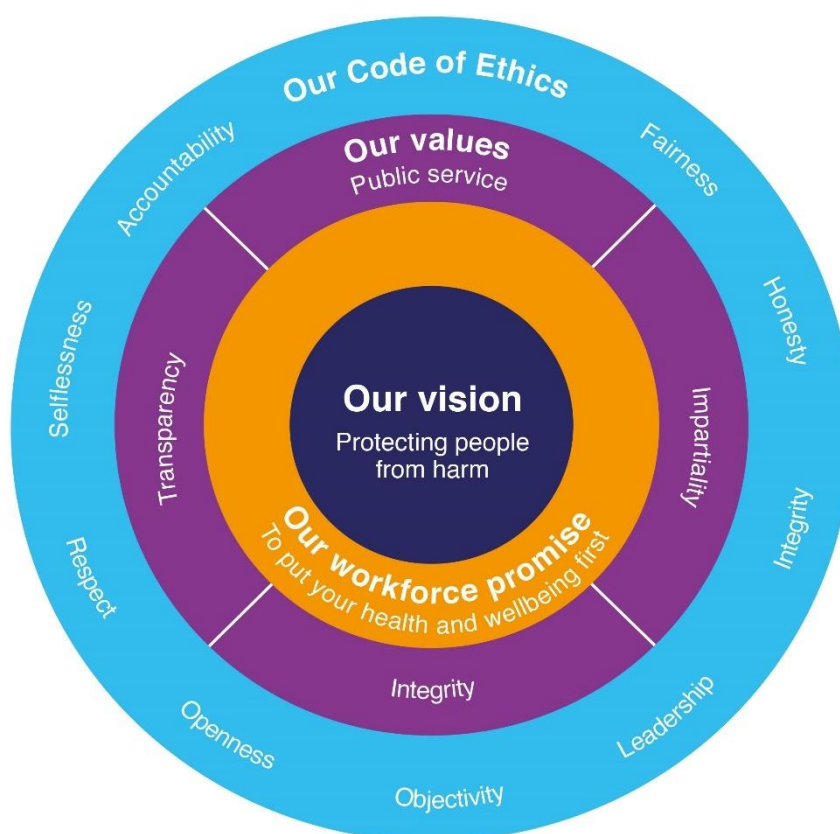 Our Code of Ethics
Accountability
Fairness
Selflessness
Honesty
Respect
Integrity
Openness
Leadership
Objectivity
Our values
Public service
Transparency
Impartiality
Integrity
Our vision
Protecting people
from harm
Our workforce promise
To put your health and wellbeing first